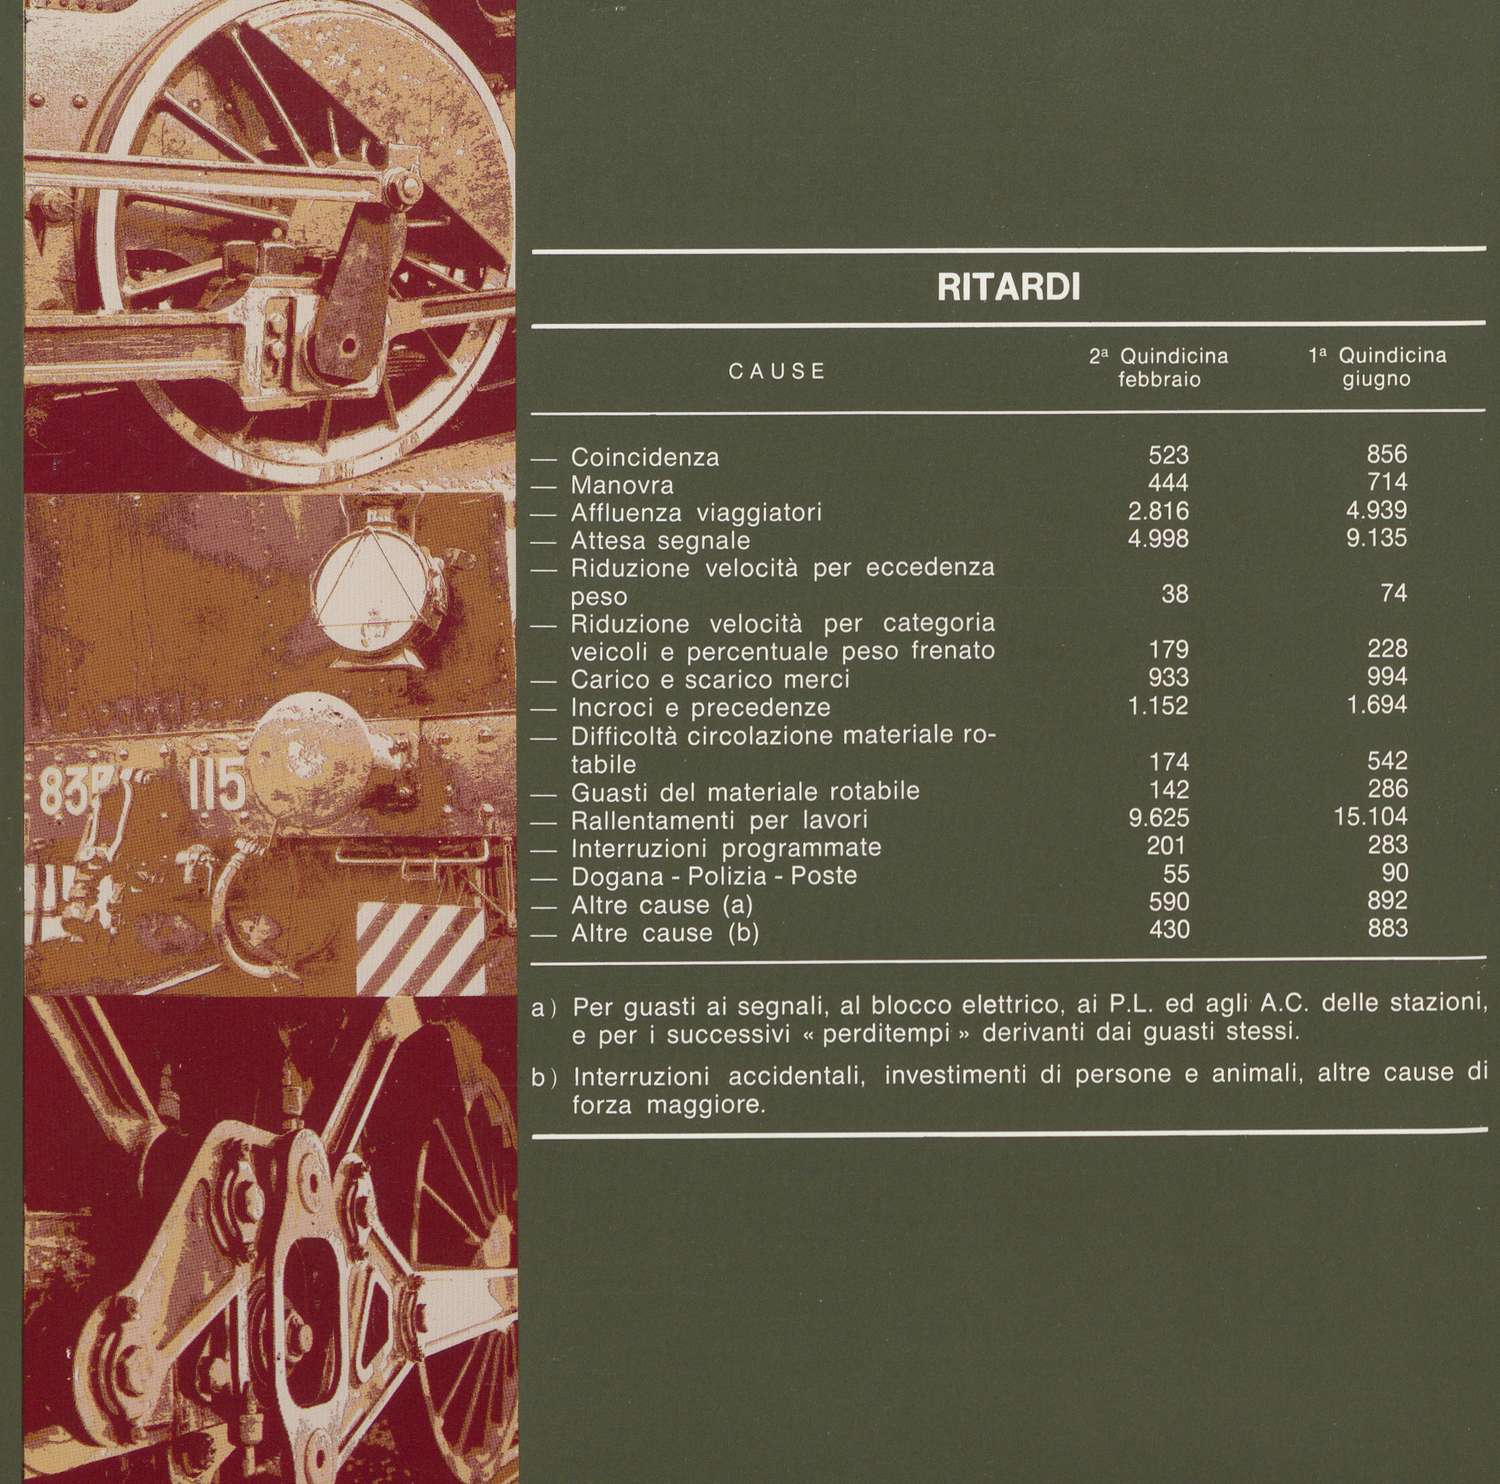 835 115
RITARDI
CAUSE 2ª Quindicina febbraio 1ª Quindicina giugno
— Coincidenza 523 856
— Manovra 444 714
— Affluenza viaggiatori 2.816 4.939
— Attesa segnale 4.998 9.135
— Riduzione velocità per eccedenza
peso 38 74
— Riduzione velocità per categoria
veicoli e percentuale peso frenato 179 228
— Carico e scarico merci 933 994
— Incroci e precedenze 1.152 1.694
— Difficoltà circolazione materiale ro-
tabile 174 542
— Guasti del materiale rotabile 142 286
— Rallentamenti per lavori 9.625 15.104
— Interruzioni programmate 201 283
— Dogana - Polizia - Poste 55 90
— Altre cause (a) 590 892
— Altre cause (b) 430 883
a) Per guasti ai segnali, al blocco elettrico, ai P.L. ed agli A.C. delle stazioni,
e per i successivi « perditempi » derivanti dai guasti stessi.
b) Interruzioni accidentali, investimenti di persone e animali, altre cause di
forza maggiore.